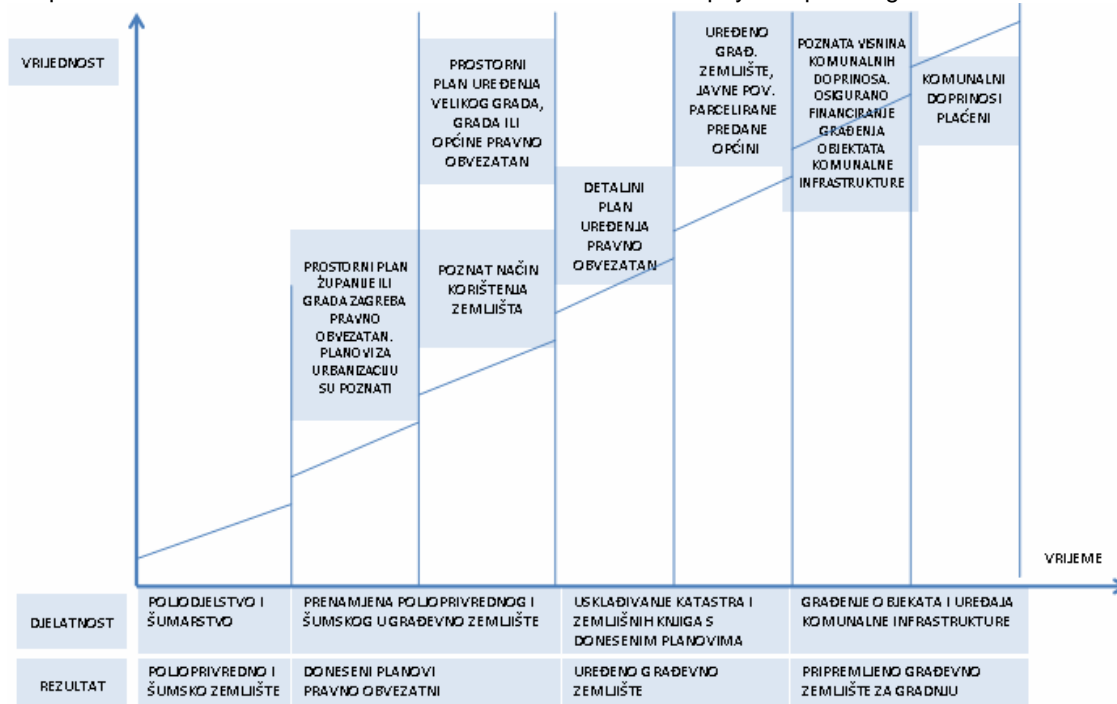 VRIJEDNOST
PROSTORNI PLAN
ŽUPANIJE ILI
GRADA ZAGREBA
PRAVNO
OBVEZATAN.
PLANOVI ZA
URBANIZACIJU
SU POZNATI
PROSTORNI
PLAN UREĐENJA
VELIKOG GRADA,
GRADA ILI
OPĆINE PRAVNO
OBVEZATAN
POZNAT NAČIN
KORIŠTENJA
ZEMLJIŠTA
DETALJNI
PLAN
UREĐENJA
PRAVNO
OBVEZATAN
UREĐENO
GRAĐ.
ZEMLJIŠTE,
JAVNE POV.
PARCELIRANE
PREDANE
OPĆINI
POZNATA VISINA
KOMUNALNIH
DOPRINOSA.
OSIGURANO
FINANCIRANJE
GRAĐENJA
OBJEKATA
KOMUNALNE
INFRASTRUKTURE
KOMUNALNI
DOPRINOSI
PLAĆENI
VRIJEME
DJELATNOST
POLJODJELSTVO I
ŠUMARSTVO
PRENAMJENA POLJOPRIVREDNOG I
ŠUMSKOG U GRAĐEVNO ZEMLJIŠTE
USKLAĐIVANJE KATASTRA I
ZEMLJIŠNIH KNJIGA S
DONESENIM PLANOVIMA
GRAĐENJE OBJEKATA I UREĐAJA
KOMUNALNE INFRASTRUKTURE
REZULTAT
POLJOPRIVREDNO I
ŠUMSKO ZEMLJIŠTE
DONESENI PLANOVI
PRAVNO OBVEZATNI
UREĐENO GRAĐEVNO
ZEMLJIŠTE
PRIPREMLJENO GRAĐEVNO
ZEMLJIŠTE ZA GRADNJU